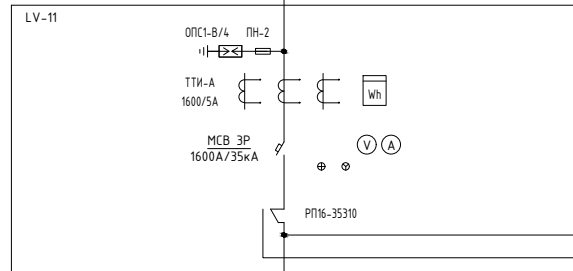 LV-11
ОПС1-В/4 ПН-2
ТТИ-А
1600/5А
Wh
МСВ 3Р
1600А/35кА
V A
РП16-35310